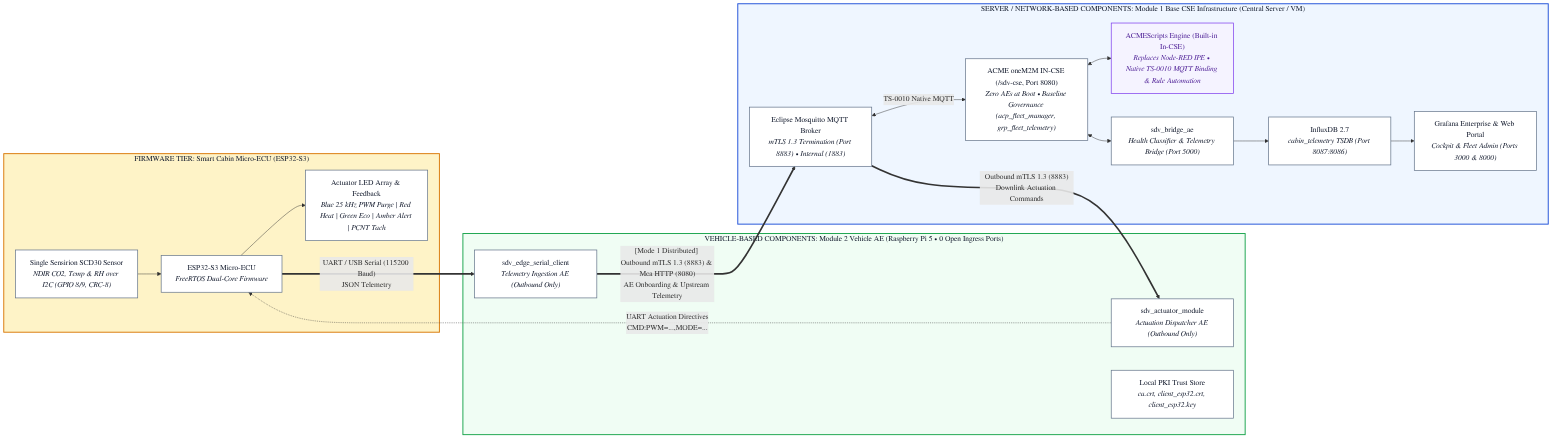 SERVER / NETWORK-BASED COMPONENTS: Module 1 Base CSE Infrastructure (Central Server / VM)
ACMEScripts Engine (Built-in
In-CSE)
Replaces Node-RED IPE •
Native TS-0010 MQTT Binding
& Rule Automation
ACME oneM2M IN-CSE
(/sdv-cse, Port 8080)
Zero AEs at Boot • Baseline
Governance
(acp_fleet_manager,
grp_fleet_telemetry)
TS-0010 Native MQTT
Eclipse Mosquitto MQTT
Broker
mTLS 1.3 Termination (Port
8883) • Internal (1883)
sdv_bridge_ae
Health Classifier & Telemetry
Bridge (Port 5000)
InfluxDB 2.7
cabin_telemetry TSDB (Port
8087:8086)
Grafana Enterprise & Web
Portal
Cockpit & Fleet Admin (Ports
3000 & 8000)
Outbound mTLS 1.3 (8883)
Downlink Actuation
Commands
FIRMWARE TIER: Smart Cabin Micro-ECU (ESP32-S3)
Actuator LED Array &
Feedback
Blue 25 kHz PWM Purge | Red
Heat | Green Eco | Amber Alert
| PCNT Tach
Single Sensirion SCD30 Sensor
NDIR CO2, Temp & RH over
I2C (GPIO 8/9, CRC-8)
ESP32-S3 Micro-ECU
FreeRTOS Dual-Core Firmware
UART / USB Serial (115200
Baud)
JSON Telemetry
VEHICLE-BASED COMPONENTS: Module 2 Vehicle AE (Raspberry Pi 5 • 0 Open Ingress Ports)
sdv_edge_serial_client
Telemetry Ingestion AE
(Outbound Only)
[Mode 1 Distributed]
Outbound mTLS 1.3 (8883) &
Mca HTTP (8080)
AE Onboarding & Upstream
Telemetry
UART Actuation Directives
CMD:PWM=...,MODE=...
sdv_actuator_module
Actuation Dispatcher AE
(Outbound Only)
Local PKI Trust Store
ca.crt, client_esp32.crt,
client_esp32.key